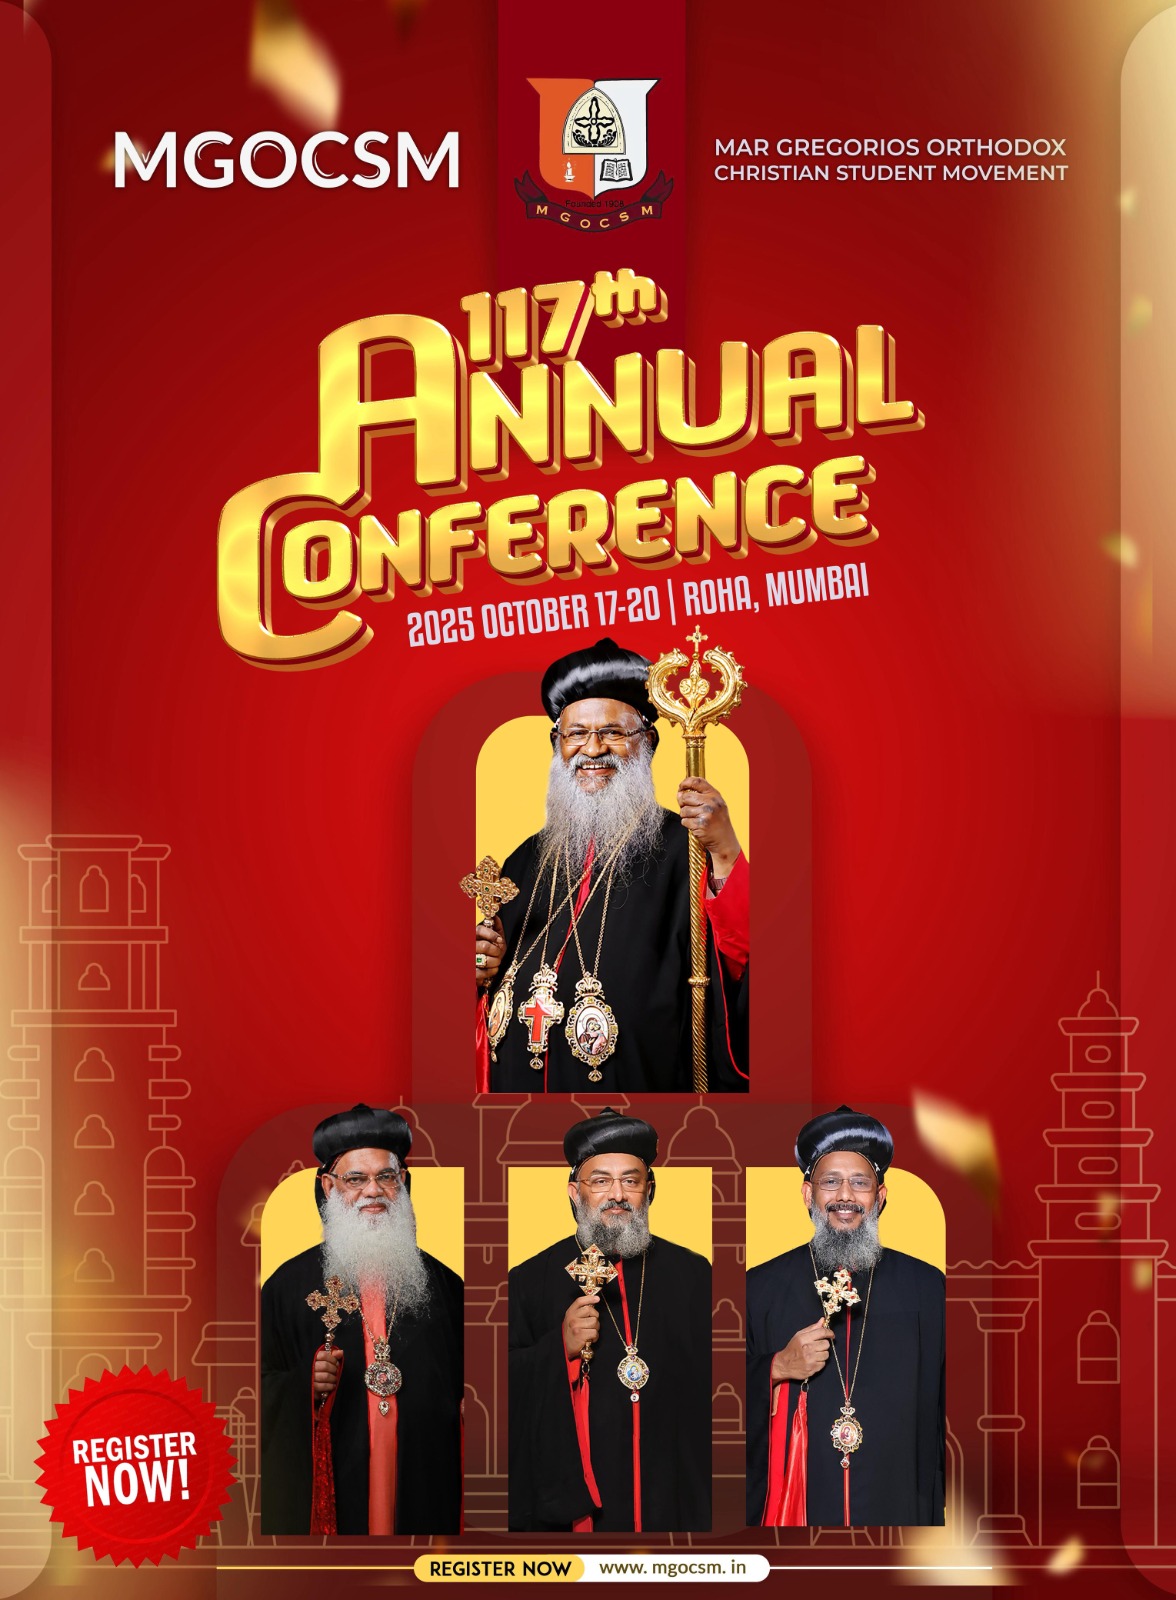 MGOCSM
Founded 1908
MGOCSM
MAR GREGORIOS ORTHODOX
CHRISTIAN STUDENT MOVEMENT
117th
ANNUAL
CONFERENCE
2025 OCTOBER 17-20 | ROHA, MUMBAI
REGISTER
NOW!
REGISTER NOW www. mgocsm. in